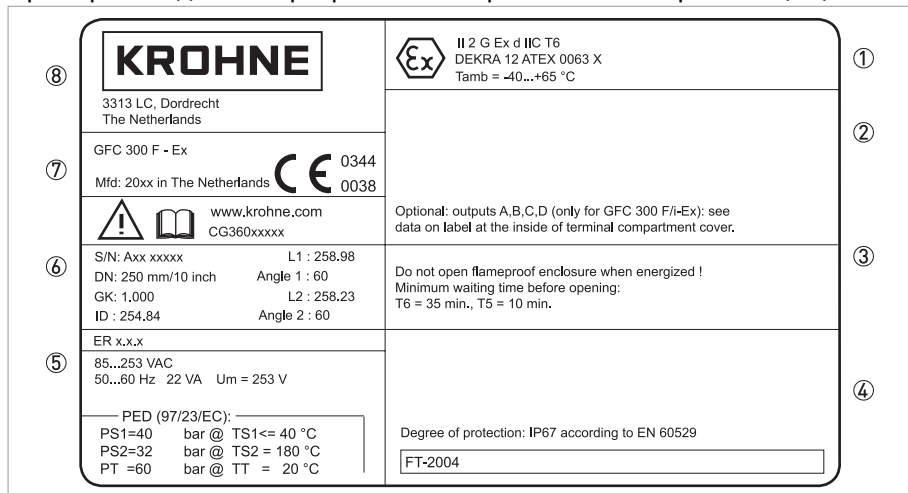 ⑧
KROHNE
3313 LC, Dordrecht
The Netherlands
⑦
GFC 300 F - Ex
Mfd: 20xx in The Netherlands
CE
0344
0038
www.krohne.com
CG360xxxxx
⑥
S/N: Axx xxxxx L1 : 258.98
DN: 250 mm/10 inch Angle 1 : 60
GK: 1.000 L2 : 258.23
ID : 254.84 Angle 2 : 60
⑤
ER x.x.x
85...253 VAC
50...60 Hz 22 VA Um = 253 V
PED (97/23/EC):
PS1=40 bar @ TS1<= 40 °C
PS2=32 bar @ TS2 = 180 °C
PT =60 bar @ TT = 20 °C
Ex
II 2 G Ex d IIC T6
DEKRA 12 ATEX 0063 X
Tamb = -40...+65 °C
①
②
Optional: outputs A,B,C,D (only for GFC 300 F/i-Ex): see
data on label at the inside of terminal compartment cover.
③
Do not open flameproof enclosure when energized !
Minimum waiting time before opening:
T6 = 35 min., T5 = 10 min.
④
Degree of protection: IP67 according to EN 60529
FT-2004